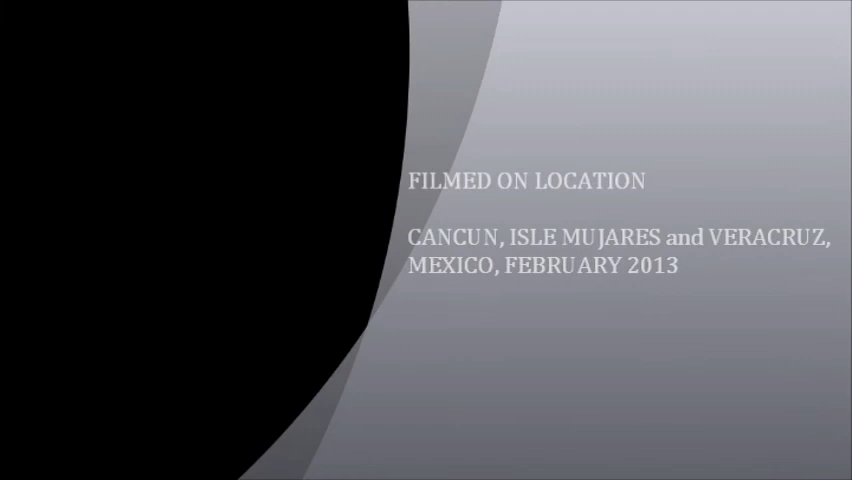 FILMED ON LOCATION
CANCUN, ISLE MUJARES and VERACRUZ,
MEXICO, FEBRUARY 2013